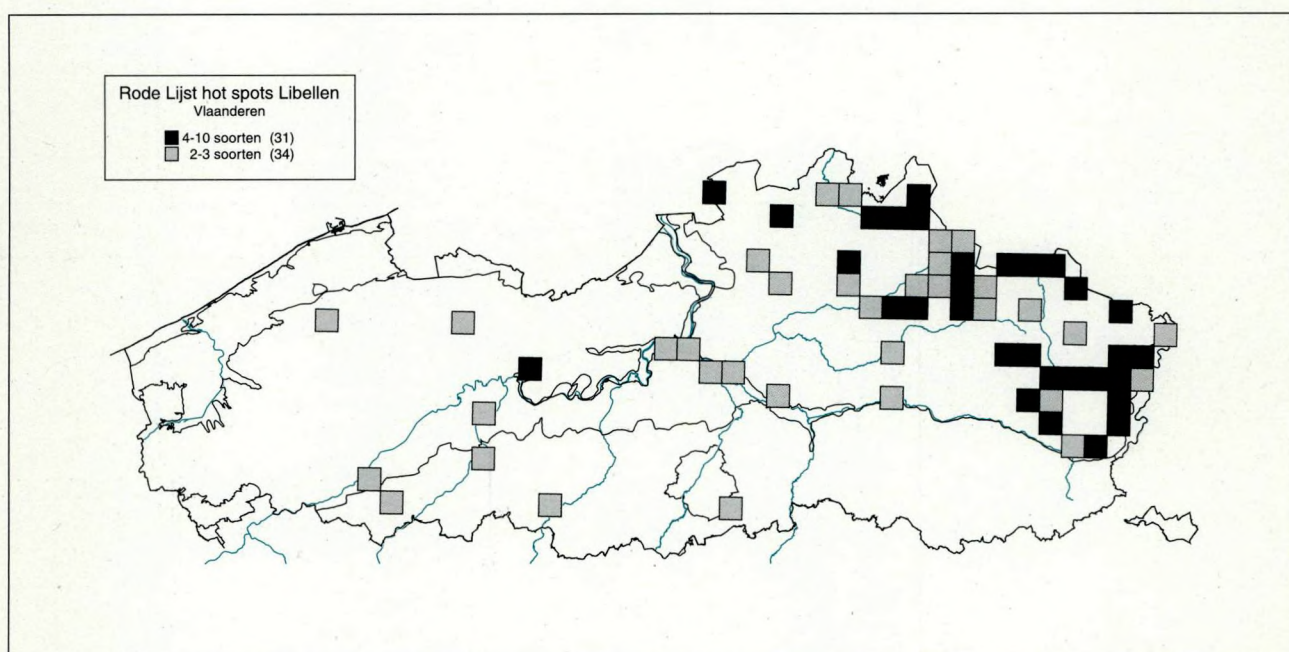 Rode Lijst hot spots Libellen
Vlaanderen
4-10 soorten (31)
2-3 soorten (34)